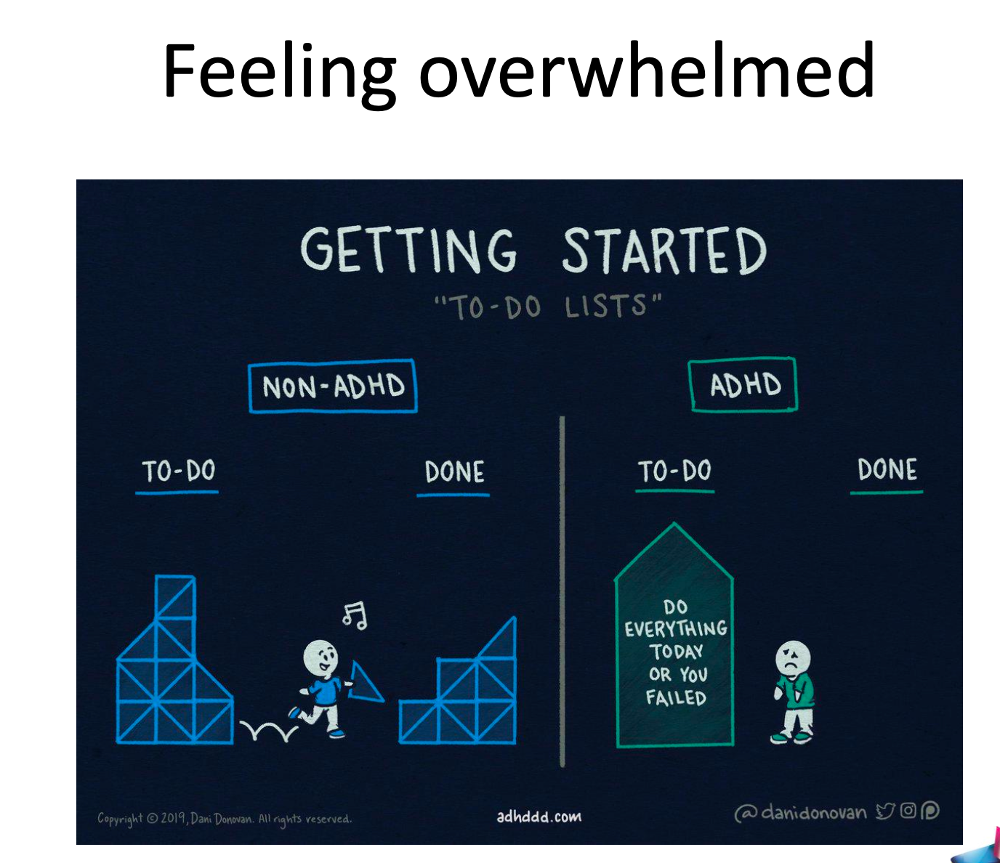 Feeling overwhelmed
GETTING STARTED
"TO-DO LISTS"
NON-ADHD
ADHD
TO-DO
DONE
TO-DO
DONE
DO
EVERYTHING
TODAY
OR YOU
FAILED
Copyright © 2019, Dani Donovan. All rights reserved.
adhddd.com
@danidonovan